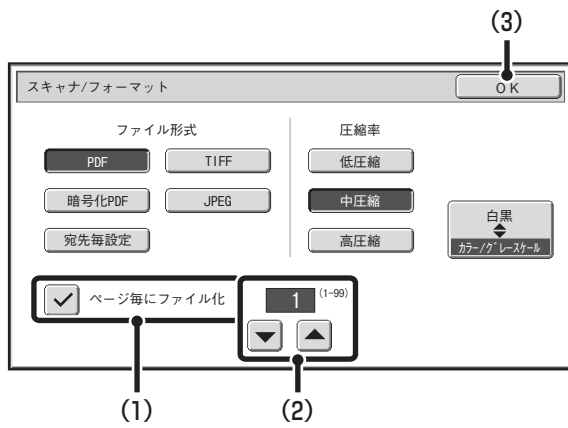 (3)
スキャナ/フォーマット
OK
ファイル形式
圧縮率
PDF
TIFF
低圧縮
暗号化PDF
JPEG
中圧縮
白黒
カラー/グレースケール
宛先毎設定
高圧縮
ページ毎にファイル化
1
(1-99)
(1)
(2)